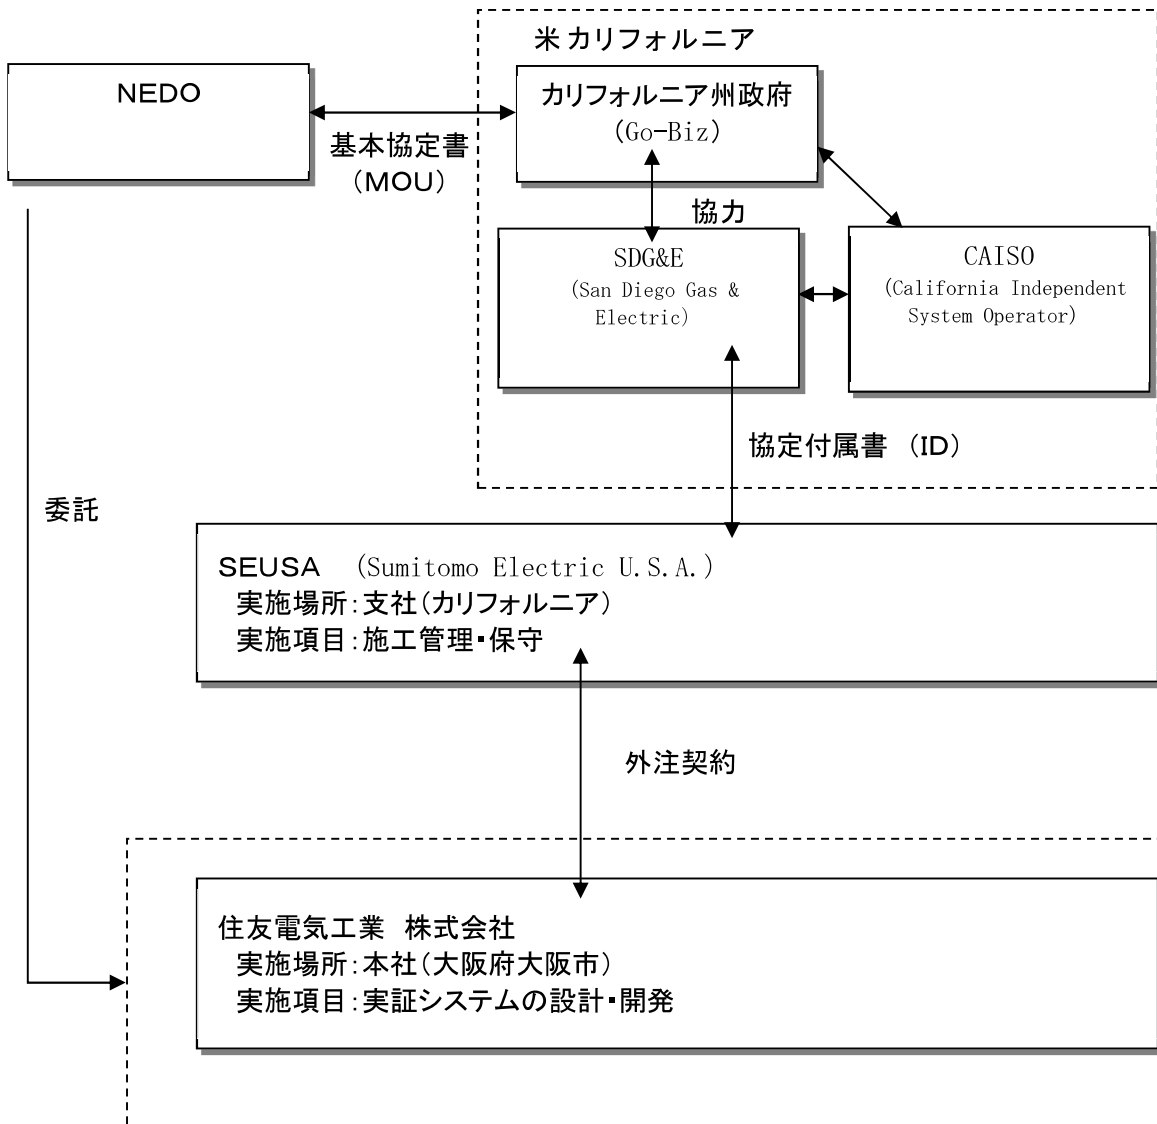 米カリフォルニア
NEDO
カリフォルニア州政府
(Go-Biz)
基本協定書
(MOU)
協力
SDG&E
(San Diego Gas &
Electric)
CAISO
(California Independent
System Operator)
協定付属書 (ID)
委託
SEUSA (Sumitomo Electric U.S.A.)
実施場所:支社(カリフォルニア)
実施項目:施工管理・保守
外注契約
住友電気工業 株式会社
実施場所:本社(大阪府大阪市)
実施項目:実証システムの設計・開発